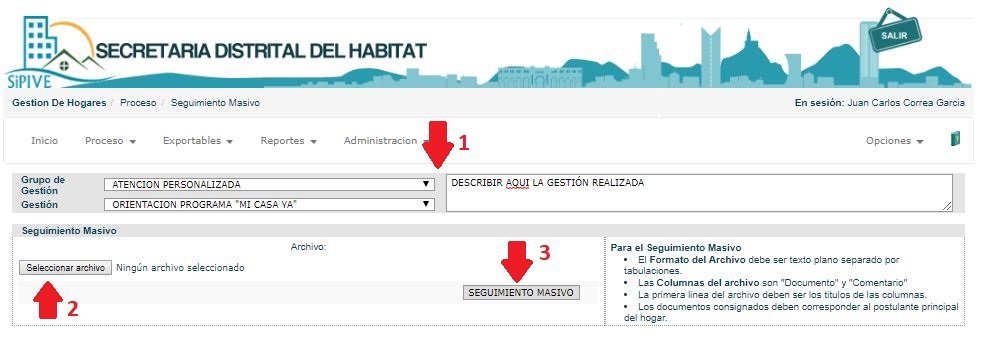 SiPIVE
SECRETARIA DISTRITAL DEL HABITAT
SALIR
Gestion De Hogares / Proceso / Seguimiento Masivo
En sesión: Juan Carlos Correa Garcia
Inicio
Proceso
Exportables
Reportes
Administracion
Opciones
1
Grupo de
Gestión
ATENCION PERSONALIZADA
Gestión
ORIENTACION PROGRAMA "MI CASA YA"
DESCRIBIR AQUI LA GESTIÓN REALIZADA
Seguimiento Masivo
Archivo:
Seleccionar archivo Ningún archivo seleccionado
2
3
SEGUIMIENTO MASIVO
Para el Seguimiento Masivo
• El Formato del Archivo debe ser texto plano separado por
tabulaciones.
• Las Columnas del archivo son "Documento" y "Comentario"
• La primera linea del archivo deben ser los titulos de las columnas.
• Los documentos consignados deben corresponder al postulante principal
del hogar.